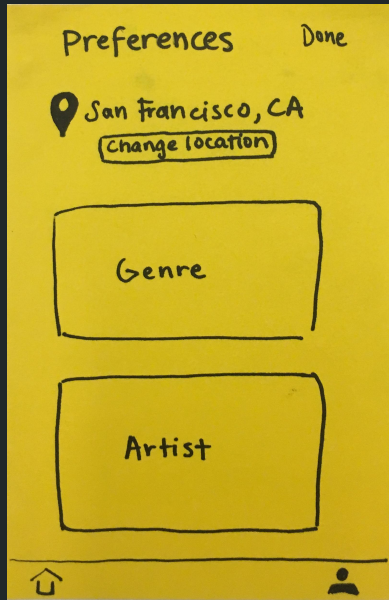 Preferences Done
San Francisco, CA
Change location
Genre
Artist